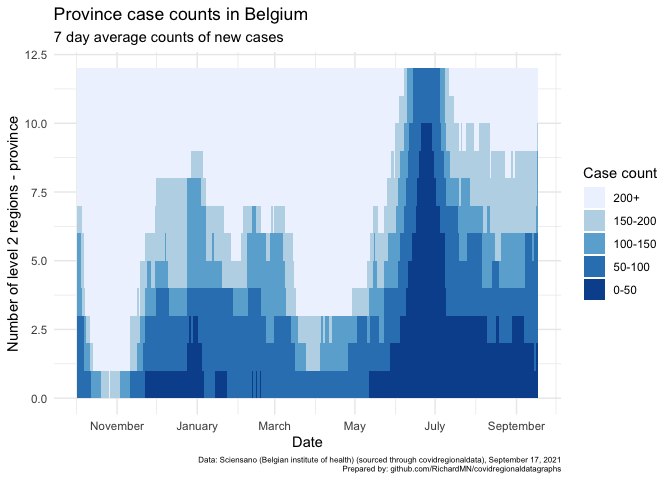 Province case counts in Belgium
7 day average counts of new cases
Number of level 2 regions - province
12.5
10.0
7.5
5.0
2.5
0.0
November
January
March
May
July
September
Date
Case count
200+
150-200
100-150
50-100
0-50
Data: Sciensano (Belgian institute of health) (sourced through covidregionaldata), September 17, 2021
Prepared by: github.com/RichardMN/covidregionaldatagraphs